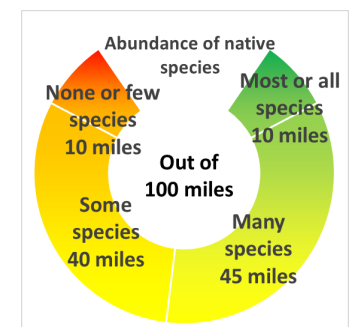 Abundance of native
species
None or few
species
10 miles
Most or all
species
10 miles
Out of
100 miles
Some
species
40 miles
Many
species
45 miles